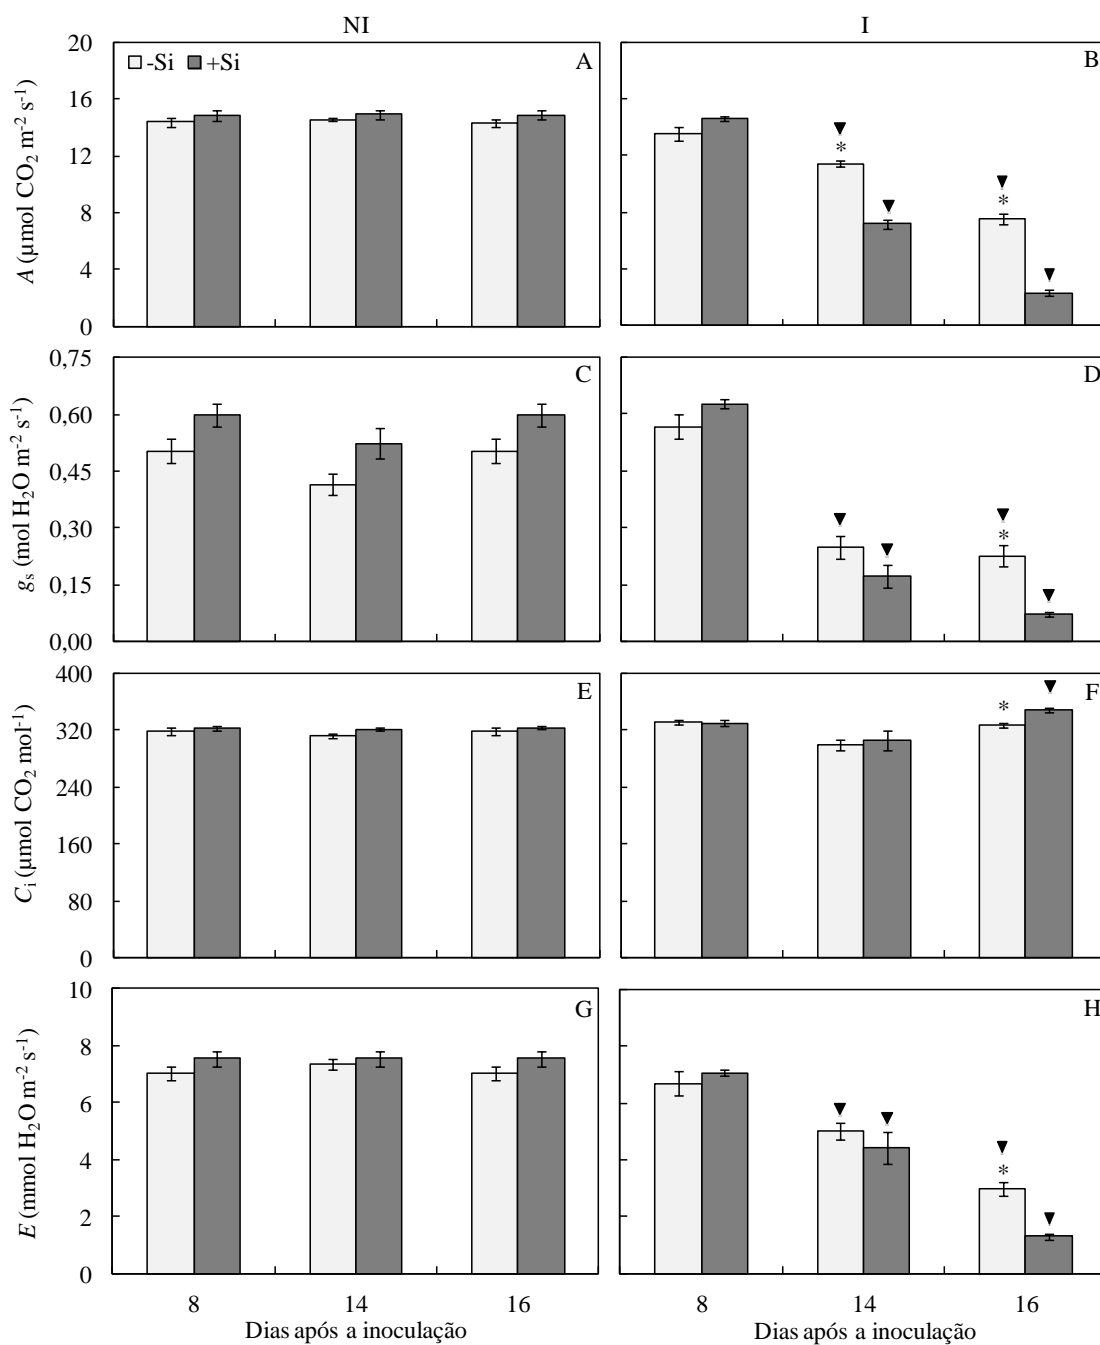 NI
I
-Si +Si
A
B
A (µmol CO₂ m⁻² s⁻¹)
20
16
12
8
4
0
C
D
gₛ (mol H₂O m⁻² s⁻¹)
0,75
0,60
0,45
0,30
0,15
0,00
E
F
Cᵢ (µmol CO₂ mol⁻¹)
400
320
240
160
80
0
G
H
E (mmol H₂O m⁻² s⁻¹)
10
8
6
4
2
0
8 14 16
8 14 16
Dias após a inoculação
Dias após a inoculação